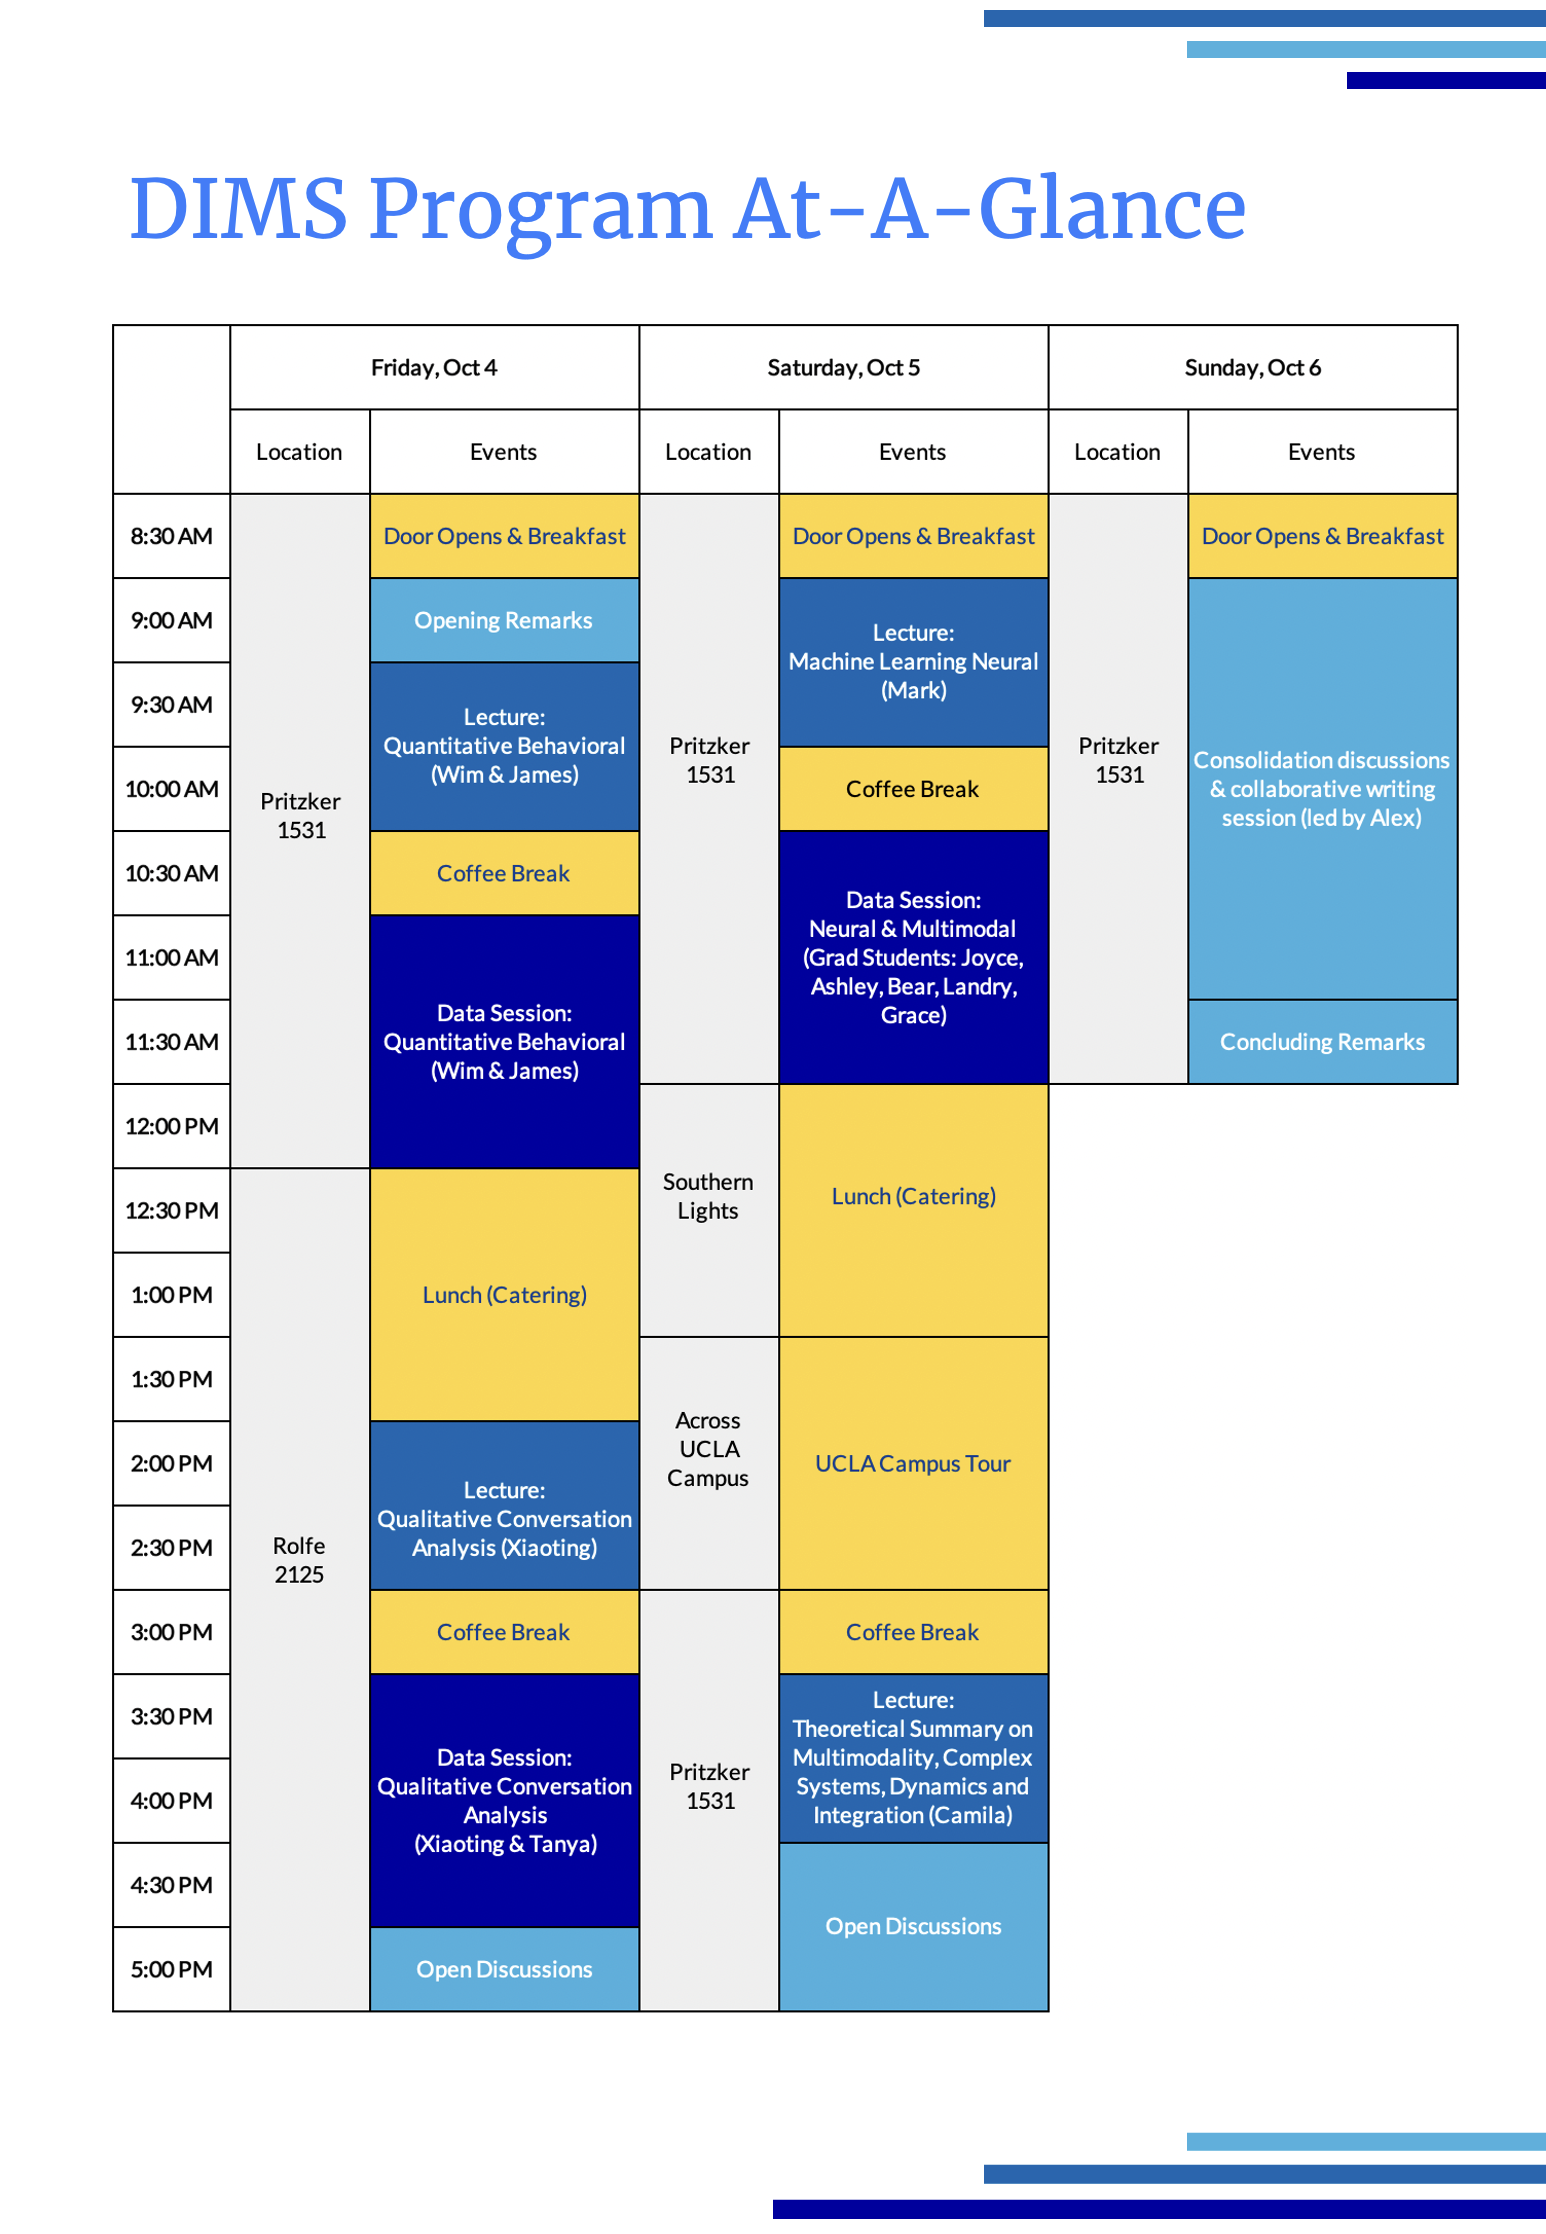 DIMS Program At-A-Glance
Friday, Oct 4
Saturday, Oct 5
Sunday, Oct 6
Location
Events
Location
Events
Location
Events
8:30 AM
9:00 AM
9:30 AM
10:00 AM
10:30 AM
11:00 AM
11:30 AM
12:00 PM
12:30 PM
1:00 PM
1:30 PM
2:00 PM
2:30 PM
3:00 PM
3:30 PM
4:00 PM
4:30 PM
5:00 PM
Pritzker
1531
Rolfe
2125
Door Opens & Breakfast
Opening Remarks
Lecture:
Quantitative Behavioral
(Wim & James)
Coffee Break
Data Session:
Quantitative Behavioral
(Wim & James)
Lunch (Catering)
Lecture:
Qualitative Conversation
Analysis (Xiaoting)
Coffee Break
Data Session:
Qualitative Conversation
Analysis
(Xiaoting & Tanya)
Open Discussions
Pritzker
1531
Southern
Lights
Across
UCLA
Campus
Pritzker
1531
Door Opens & Breakfast
Lecture:
Machine Learning Neural
(Mark)
Coffee Break
Data Session:
Neural & Multimodal
(Grad Students: Joyce,
Ashley, Bear, Landry,
Grace)
Lunch (Catering)
UCLA Campus Tour
Coffee Break
Lecture:
Theoretical Summary on
Multimodality, Complex
Systems, Dynamics and
Integration (Camila)
Open Discussions
Pritzker
1531
Door Opens & Breakfast
Consolidation discussions
& collaborative writing
session (led by Alex)
Concluding Remarks